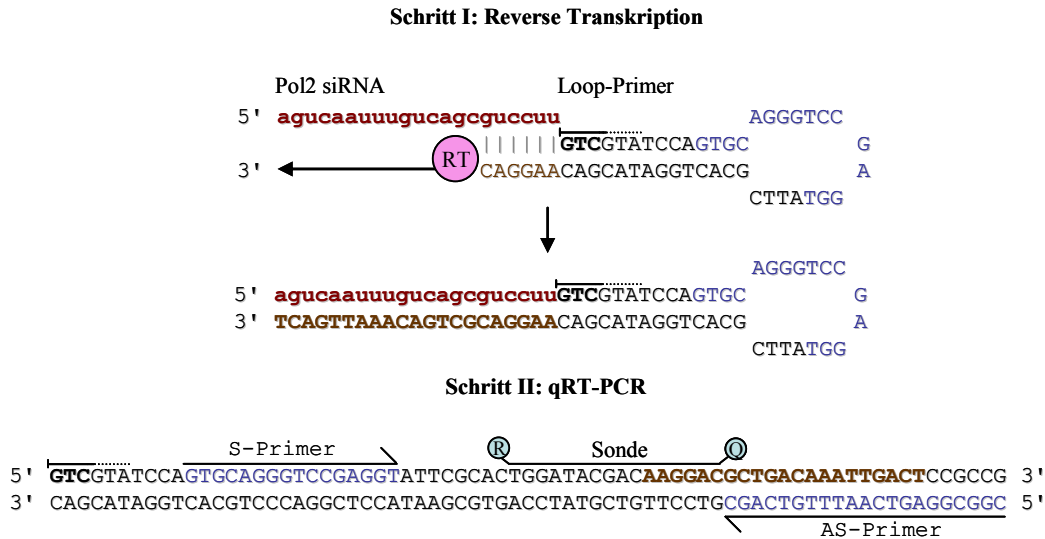 Schritt I: Reverse Transkription
Pol2 siRNA Loop-Primer
5' agucaauuugucagcguccuu AGGGTCC
GTCGTATCCAGTGC G
RT
3' CAGGAACAGCATAGGTCACG A
CTTATGG
AGGGTCC
5' agucaauuugucagcguccuuGTCGTATCCAGTGC G
3' TCAGTTAAACAGTCGCAGGAACAGCATAGGTCACG A
CTTATGG
Schritt II: qRT-PCR
S-Primer R Sonde Q
5' GTCGTATCCAGTGCAGGGTCCGAGGTATTCGCACTGGATACGACAAGGACGCTGACAAATTGACTCCGCCG 3'
3' CAGCATAGGTCACGTCCCAGGCTCCATAAGCGTGACCTATGCTGTTCCTGCGACTGTTTAACTGAGGCGGC 5'
AS-Primer